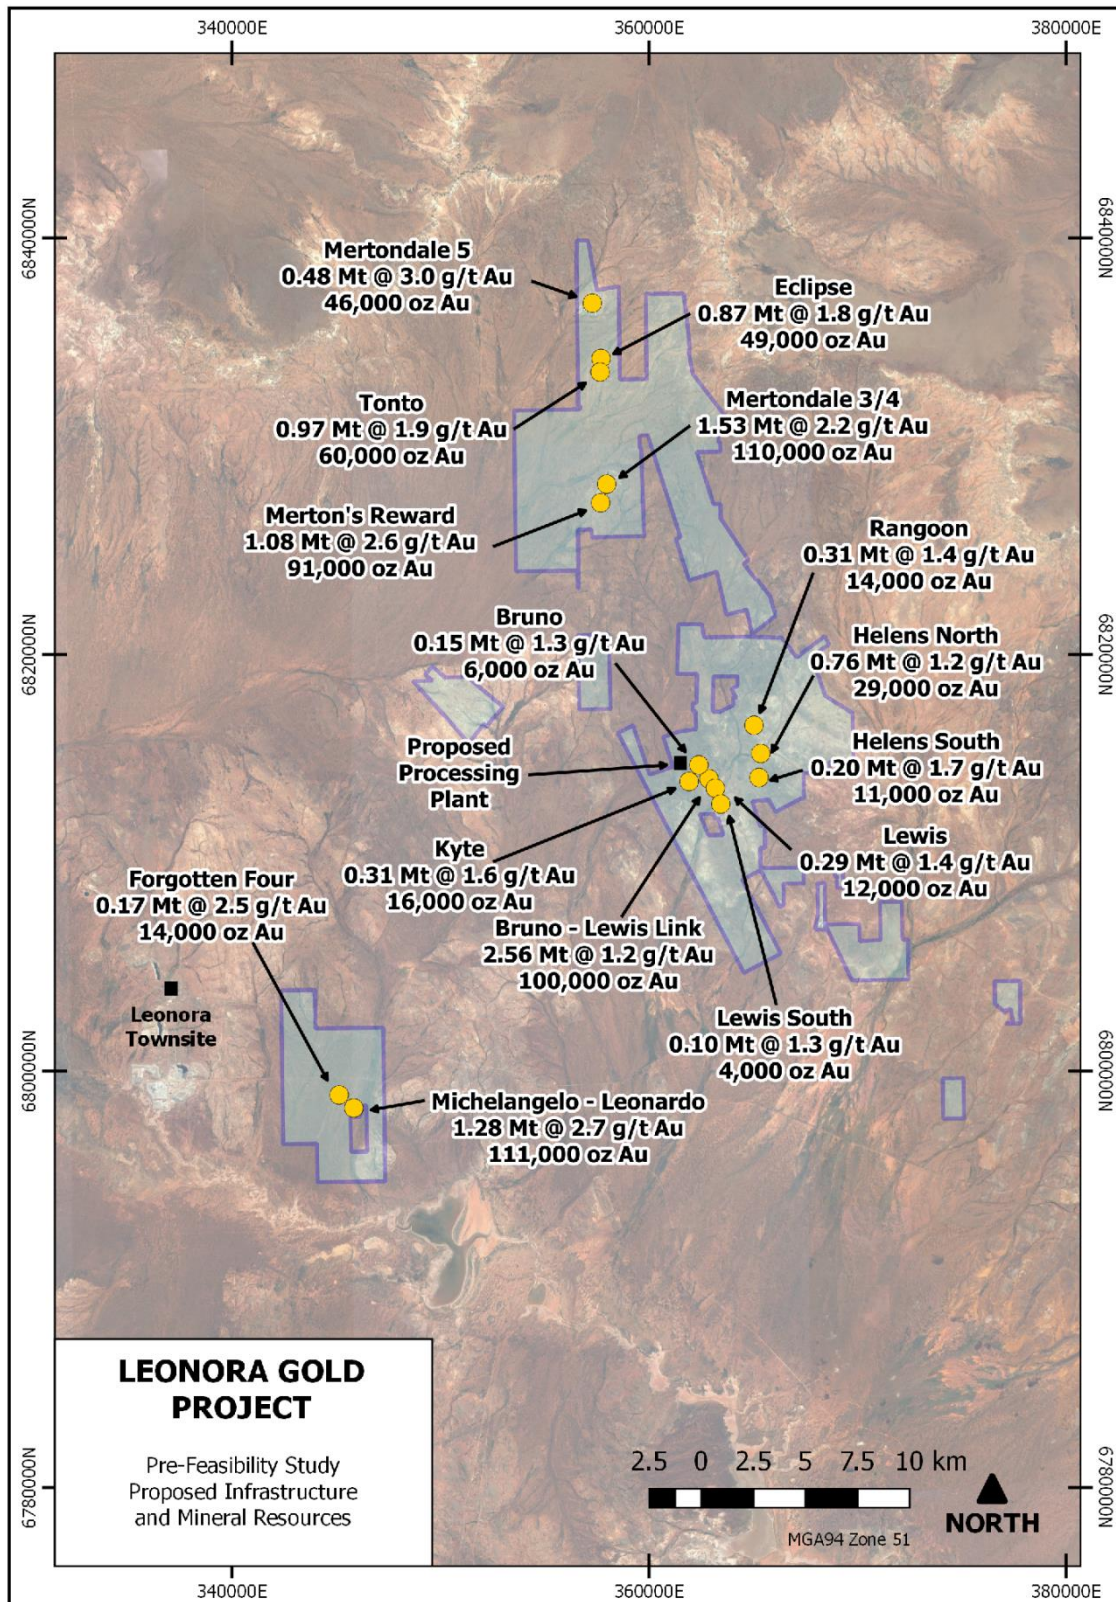 340000E
360000E
380000E
6840000N
6840000N
Mertondale 5
0.48 Mt @ 3.0 g/t Au
46,000 oz Au
Eclipse
0.87 Mt @ 1.8 g/t Au
49,000 oz Au
Tonto
0.97 Mt @ 1.9 g/t Au
60,000 oz Au
Mertondale 3/4
1.53 Mt @ 2.2 g/t Au
110,000 oz Au
Merton's Reward
1.08 Mt @ 2.6 g/t Au
91,000 oz Au
Rangoon
0.31 Mt @ 1.4 g/t Au
14,000 oz Au
Bruno
0.15 Mt @ 1.3 g/t Au
6,000 oz Au
6820000N
6820000N
Helens North
0.76 Mt @ 1.2 g/t Au
29,000 oz Au
Proposed
Processing
Plant
Helens South
0.20 Mt @ 1.7 g/t Au
11,000 oz Au
Kyte
0.31 Mt @ 1.6 g/t Au
16,000 oz Au
Lewis
0.29 Mt @ 1.4 g/t Au
12,000 oz Au
Forgotten Four
0.17 Mt @ 2.5 g/t Au
14,000 oz Au
Bruno - Lewis Link
2.56 Mt @ 1.2 g/t Au
100,000 oz Au
Leonora
Townsite
Lewis South
0.10 Mt @ 1.3 g/t Au
4,000 oz Au
6800000N
6800000N
Michelangelo - Leonardo
1.28 Mt @ 2.7 g/t Au
111,000 oz Au
LEONORA GOLD
PROJECT
Pre-Feasibility Study
Proposed Infrastructure
and Mineral Resources
2.5 0 2.5 5 7.5 10 km
MGA94 Zone 51
NORTH
6780000N
6780000N
340000E
360000E
380000E